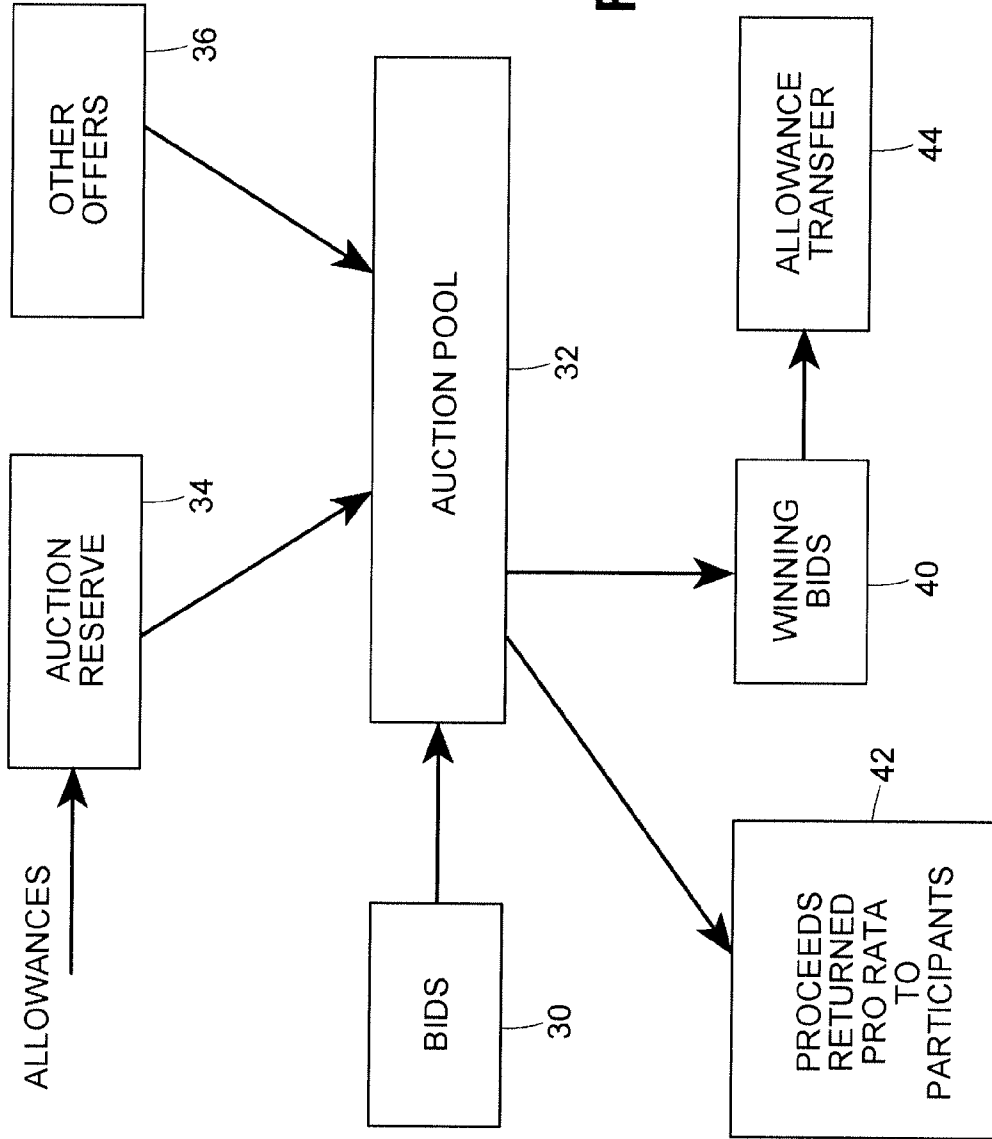 ALLOWANCES
AUCTION
RESERVE
34
OTHER
OFFERS
36
BIDS
30
AUCTION POOL
32
PROCEEDS
RETURNED
PRO RATA
TO
PARTICIPANTS
42
WINNING
BIDS
40
ALLOWANCE
TRANSFER
44